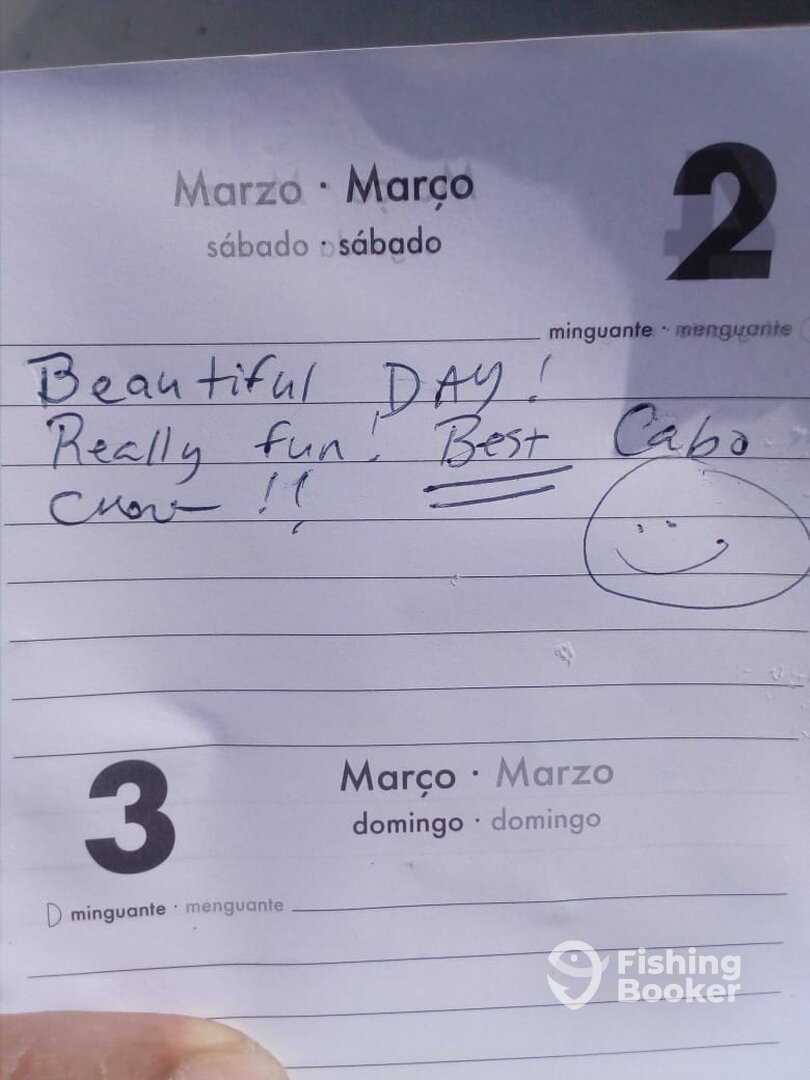 Marzo · Março
sábado · sábado
2
minguante · menguante
Beautiful DAY!
Really fun! Best Cabo
crew !!
3
Março · Marzo
domingo · domingo
minguante · menguante
Fishing
Booker